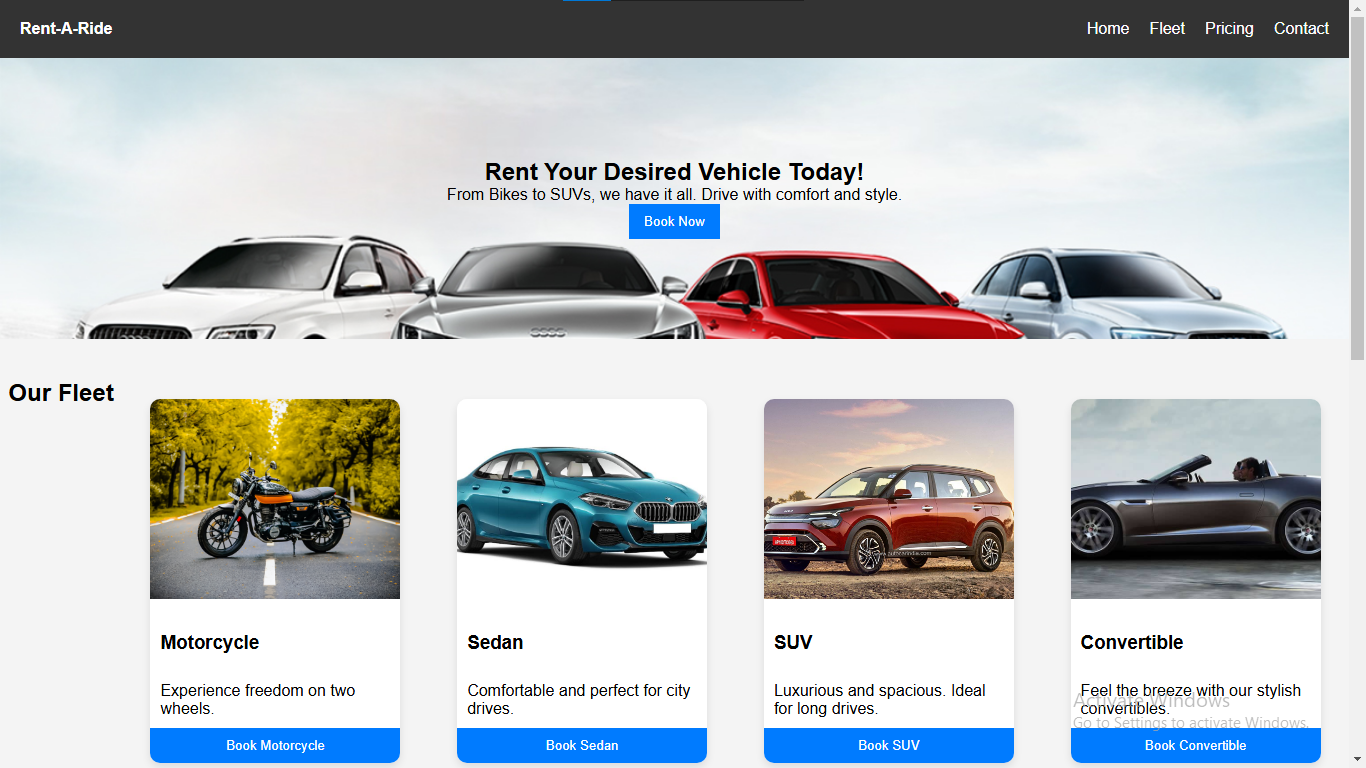 Rent-A-Ride
Home Fleet Pricing Contact
Rent Your Desired Vehicle Today!
From Bikes to SUVs, we have it all. Drive with comfort and style.
Book Now
Our Fleet
Motorcycle
Experience freedom on two
wheels.
Book Motorcycle
Sedan
Comfortable and perfect for city
drives.
Book Sedan
SUV
Luxurious and spacious. Ideal
for long drives.
Book SUV
Convertible
Feel the breeze with our stylish
convertibles.
Book Convertible
Activate Windows
Go to Settings to activate Windows.